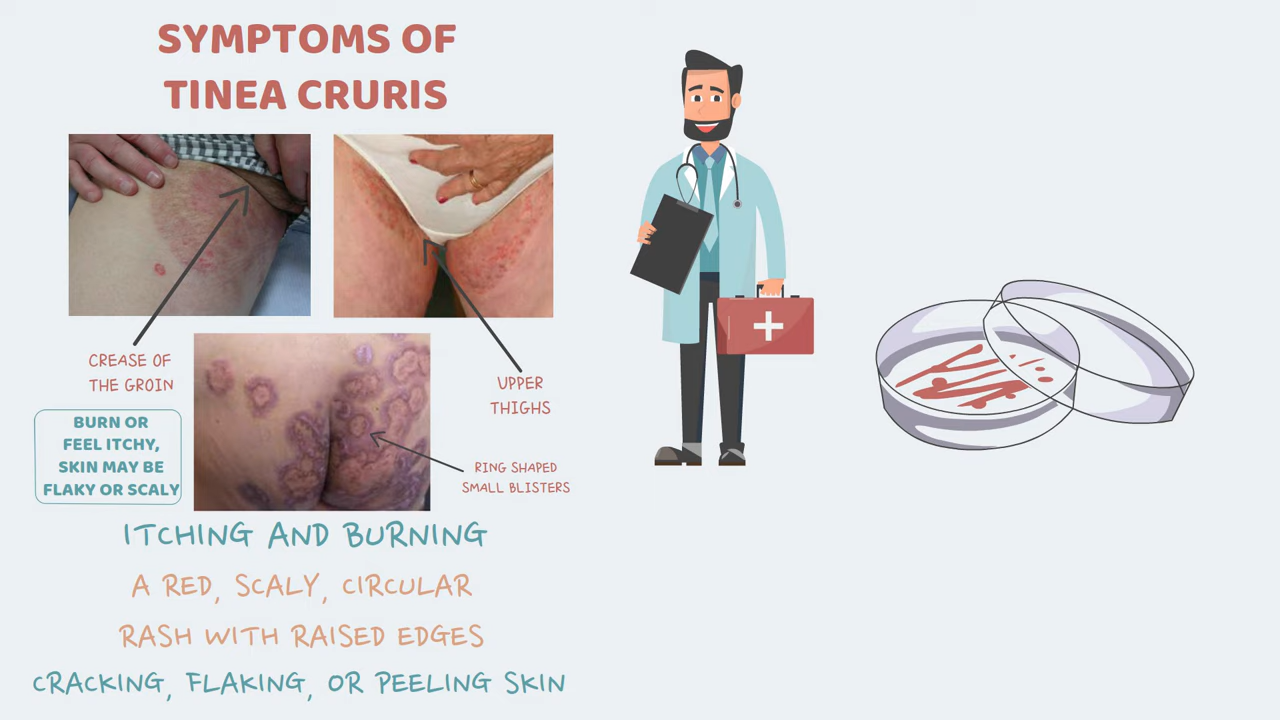 SYMPTOMS OF
TINEA CRURIS
CREASE OF
THE GROIN
UPPER
THIGHS
BURN OR
FEEL ITCHY,
SKIN MAY BE
FLAKY OR SCALY
RING SHAPED
SMALL BLISTERS
ITCHING AND BURNING
A RED, SCALY, CIRCULAR
RASH WITH RAISED EDGES
CRACKING, FLAKING, OR PEELING SKIN